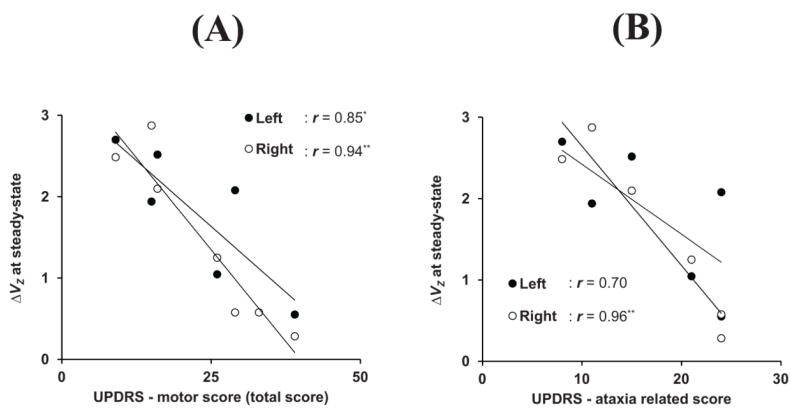 (A)
(B)
3
2
1
0
0
25
50
ΔVZ at steady-state
UPDRS - motor score (total score)
Left : r = 0.85*
Right : r = 0.94**
3
2
1
0
0
10
20
30
ΔVZ at steady-state
UPDRS - ataxia related score
Left : r = 0.70
Right : r = 0.96**